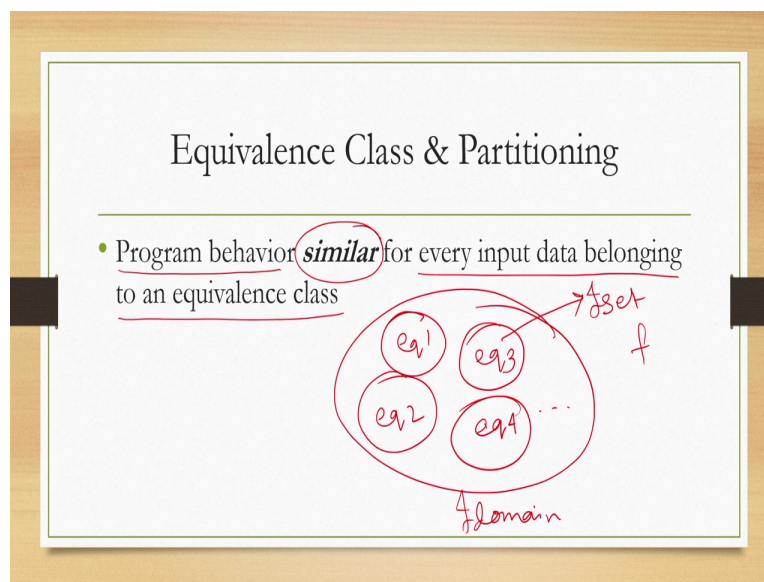 Equivalence Class & Partitioning
• Program behavior similar for every input data belonging
to an equivalence class
eq1 eq3
eq2 eq4 ...
set
f
domain